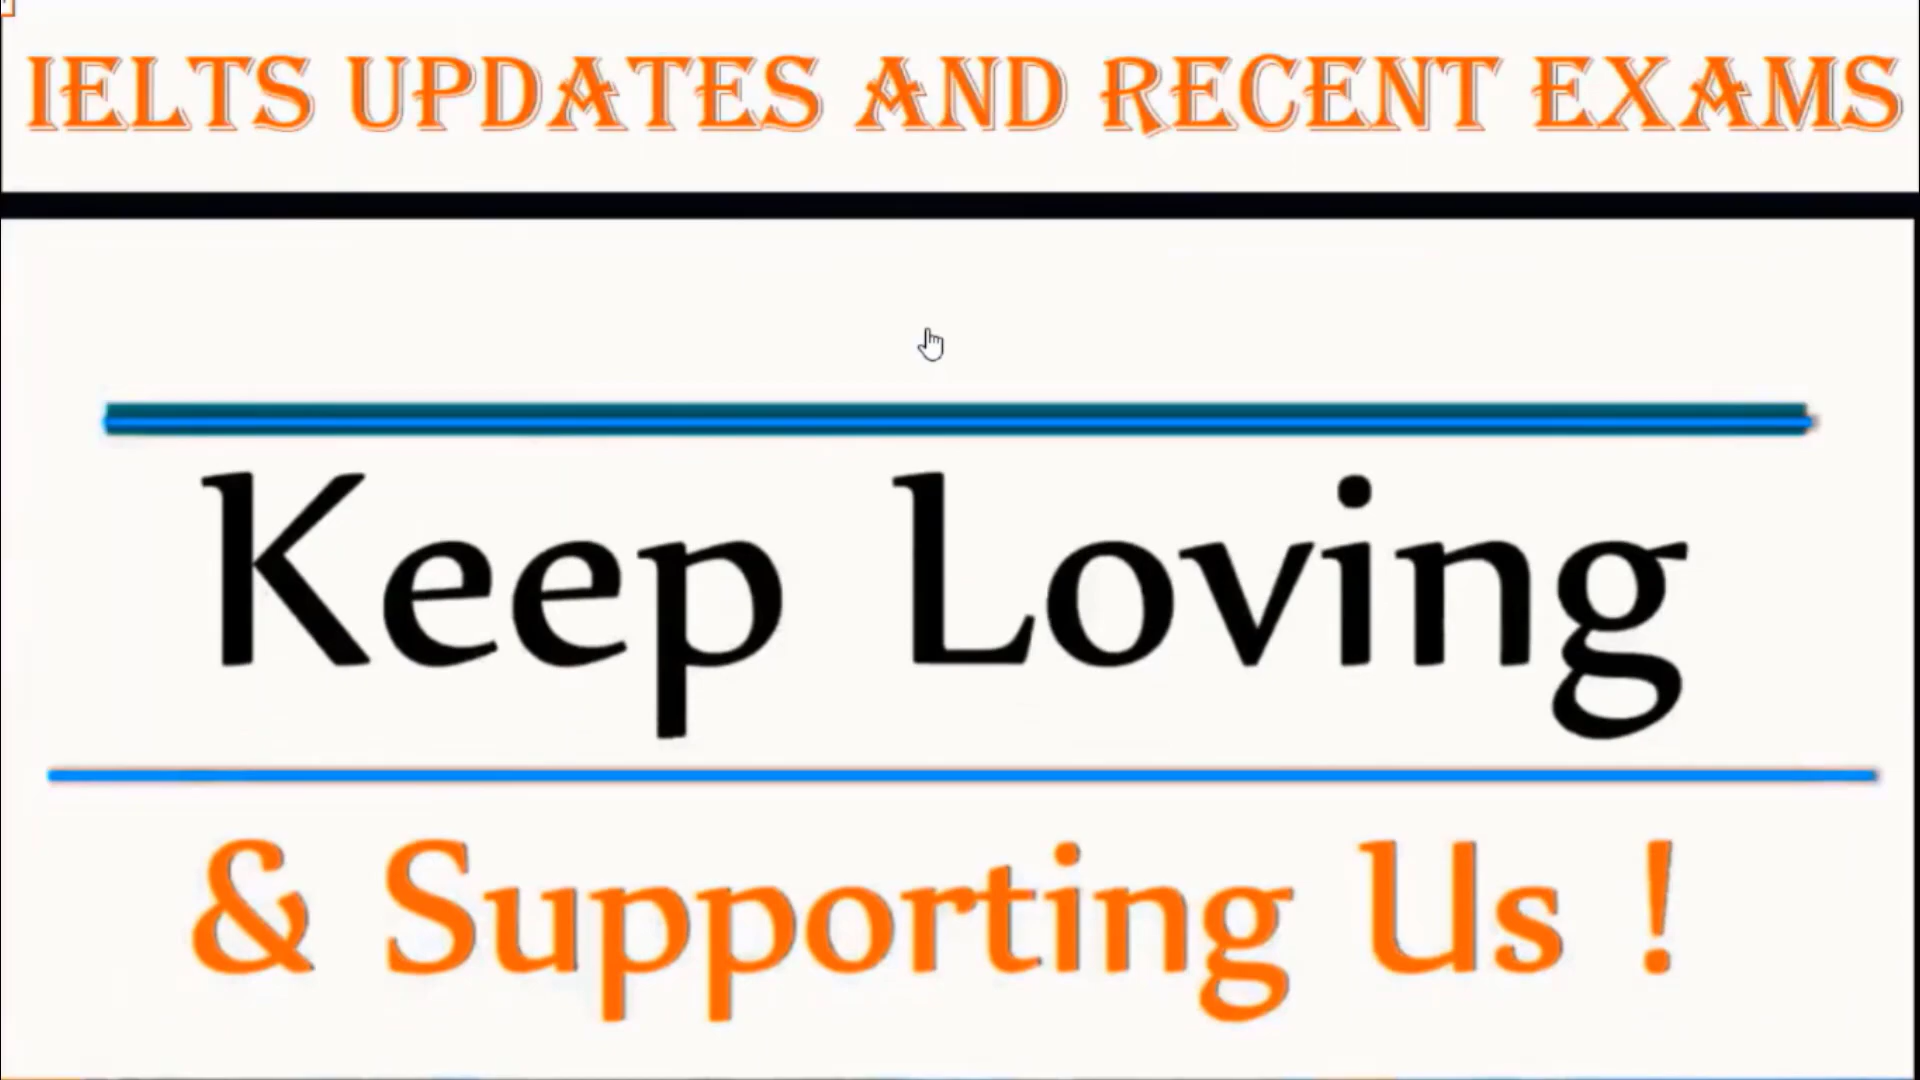 IELTS UPDATES AND RECENT EXAMS
Keep Loving
& Supporting Us !